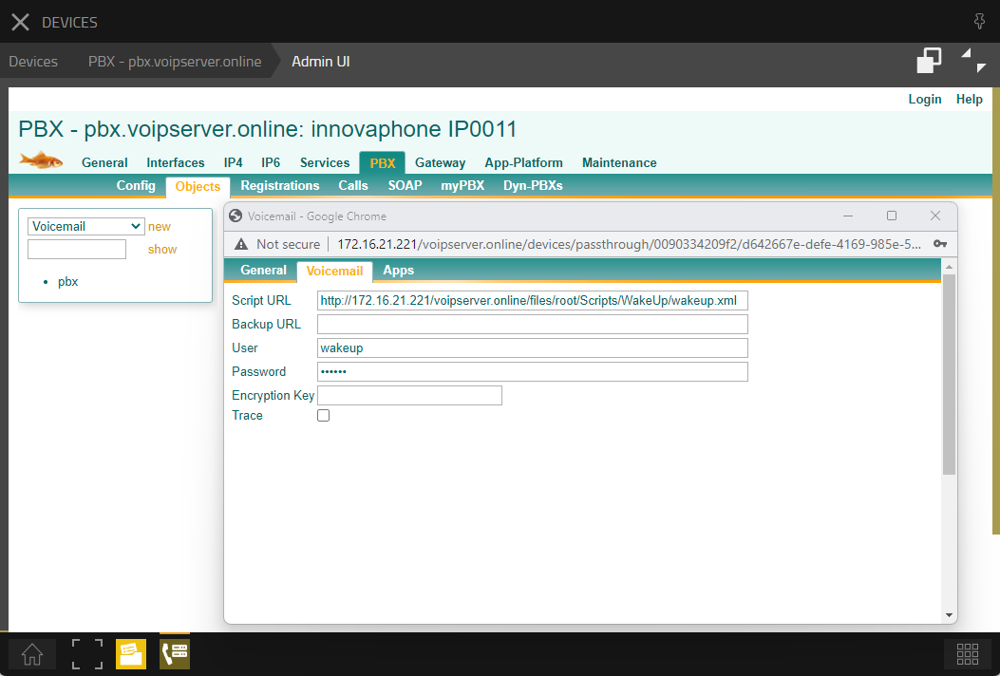 DEVICES
Devices PBX - pbx.voipserver.online Admin UI
Login Help
PBX - pbx.voipserver.online: innovaphone IP0011
General Interfaces IP4 IP6 Services PBX Gateway App-Platform Maintenance
Config Objects Registrations Calls SOAP myPBX Dyn-PBXs
Voicemail new
show
pbx
Voicemail - Google Chrome
Not secure 172.16.21.221/voipserver.online/devices/passthrough/0090334209f2/d642667e-defe-4169-985e-5...
General Voicemail Apps
Script URL http://172.16.21.221/voipserver.online/files/root/Scripts/WakeUp/wakeup.xml
Backup URL
User wakeup
Password ••••••
Encryption Key
Trace